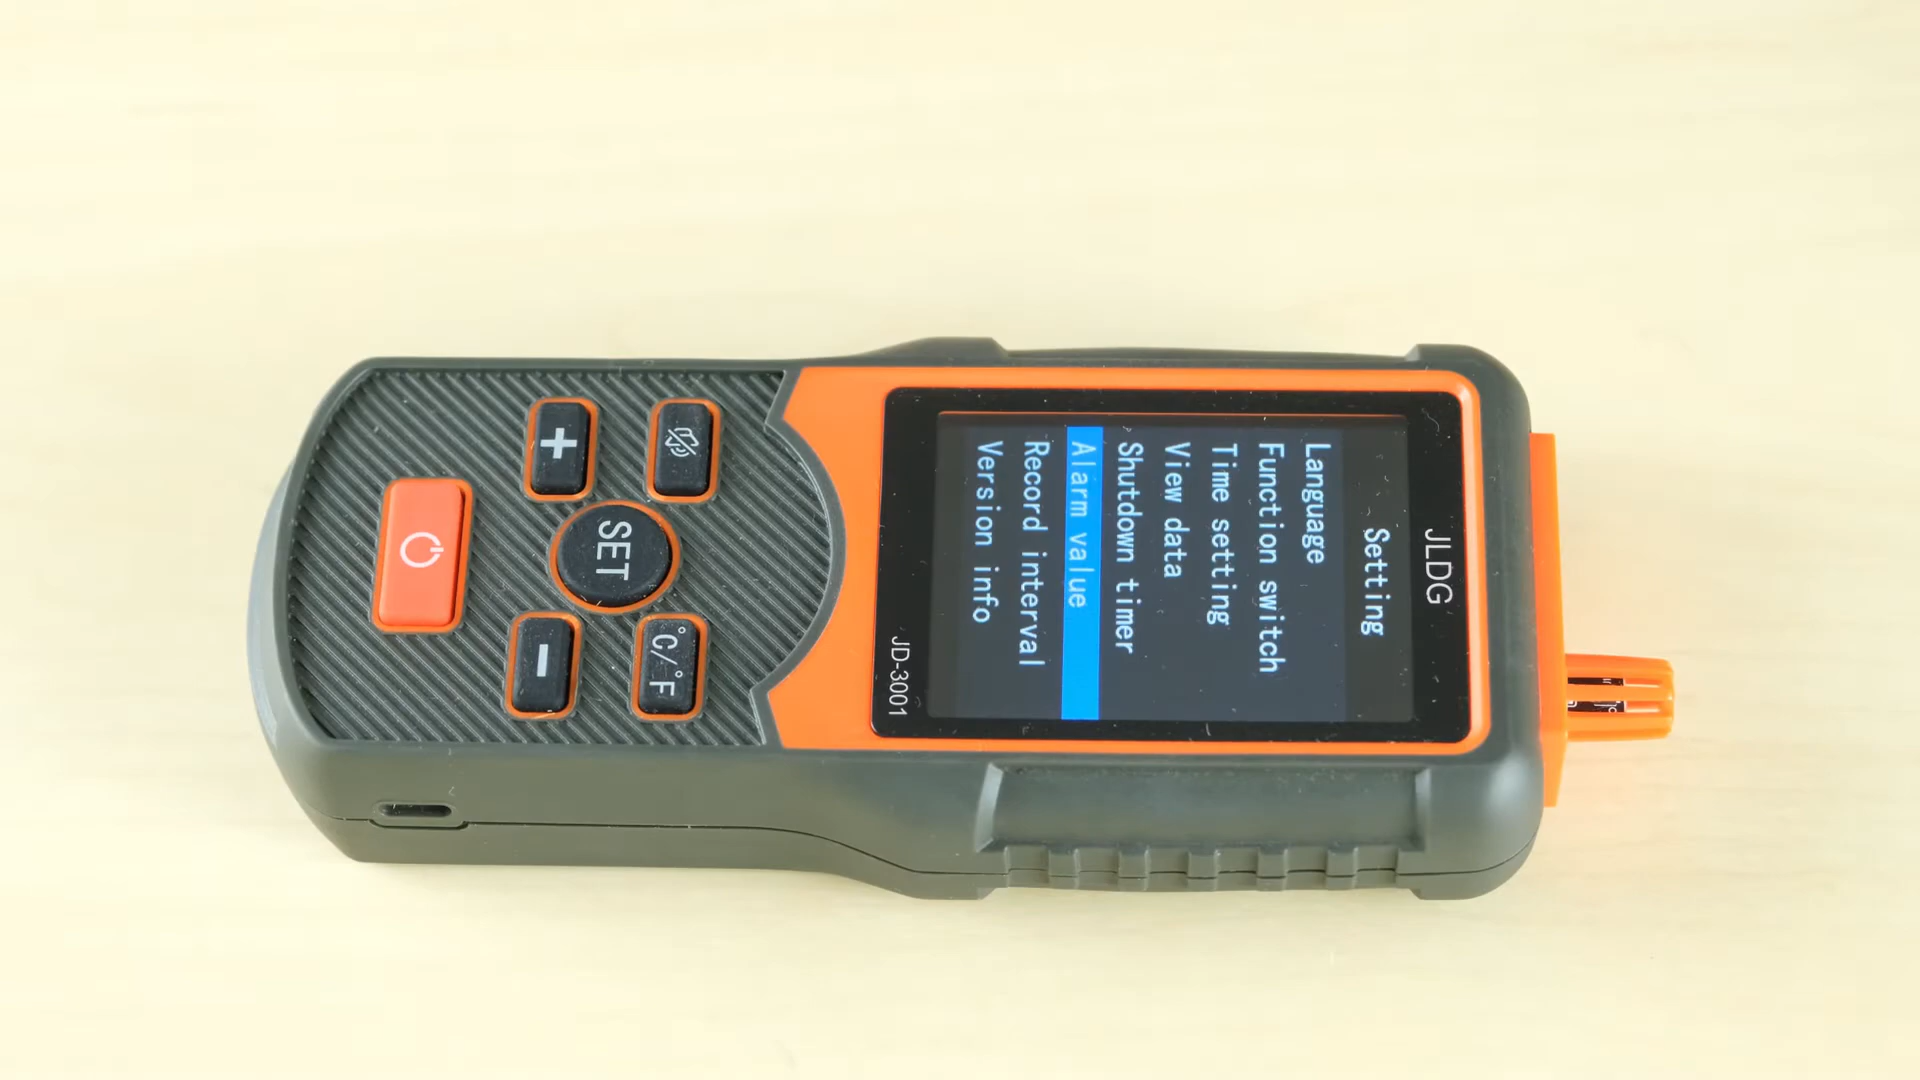 JLDG
Setting
Language
Function switch
Time setting
View data
Shutdown timer
Alarm value
Record interval
Version info
JD-3001
°C/°F
SET
+
-